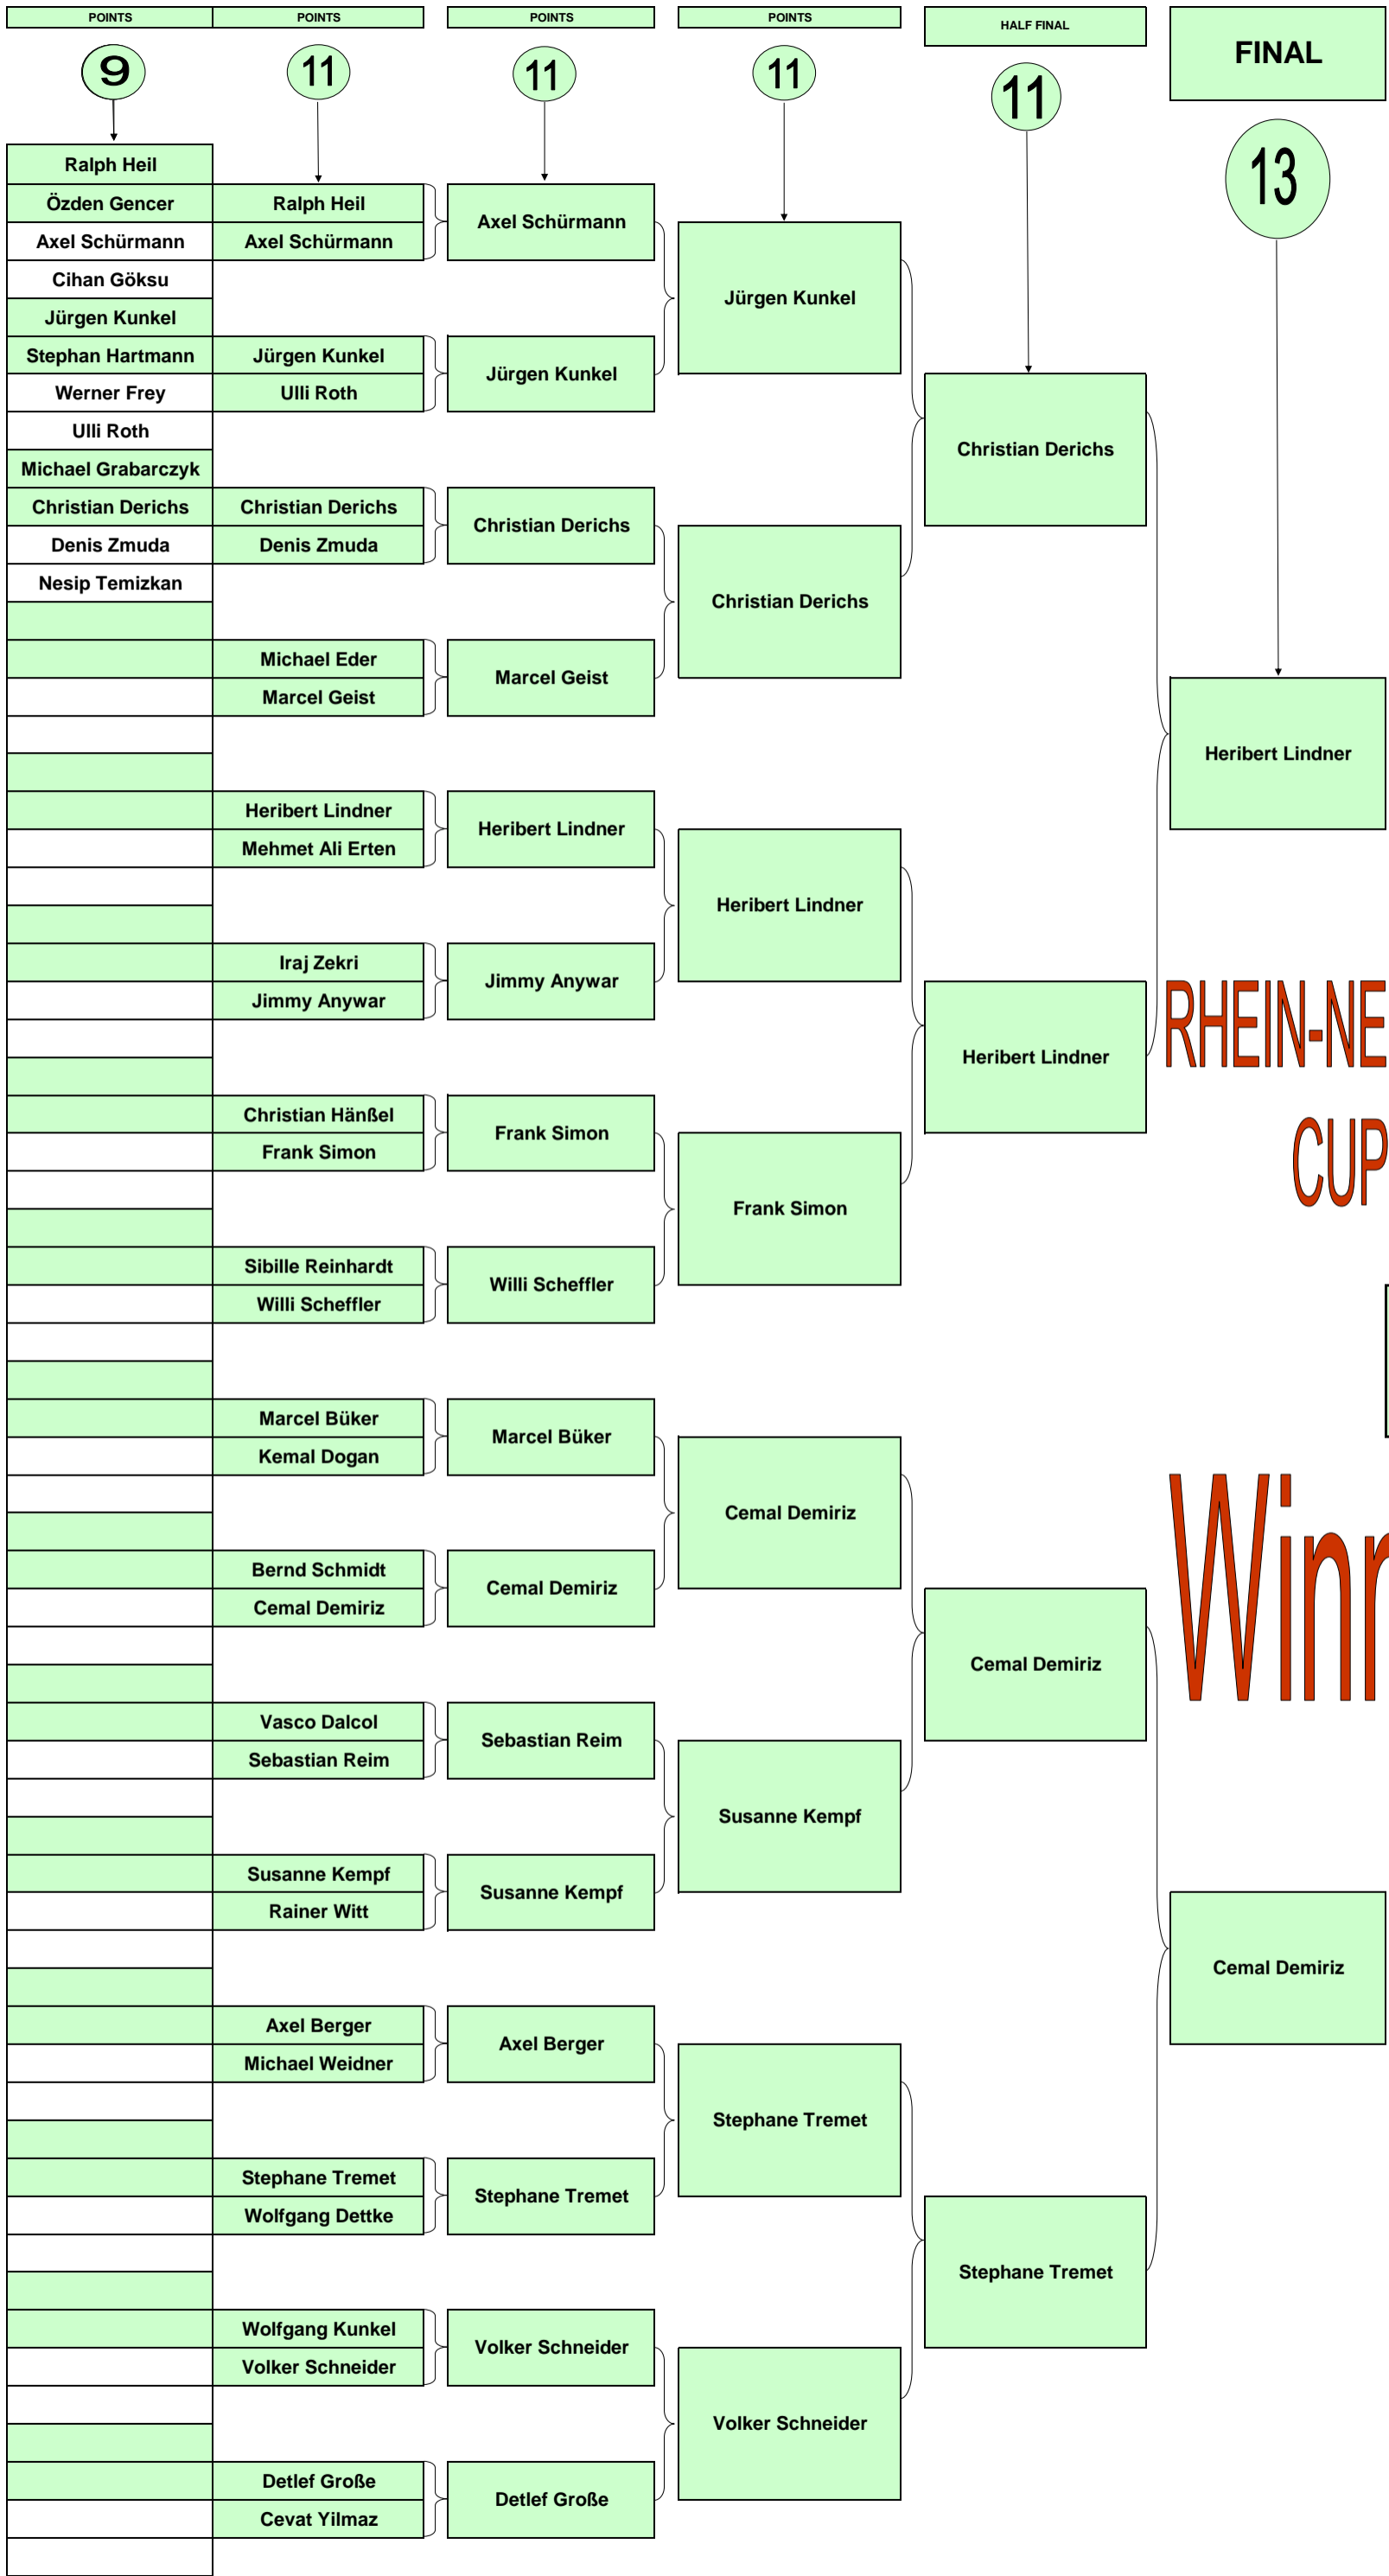 POINTS
POINTS
POINTS
POINTS
HALF FINAL
FINAL
9
11
11
11
11
13
Ralph Heil
Özden Gencer
Axel Schürmann
Cihan Göksu
Jürgen Kunkel
Stephan Hartmann
Werner Frey
Ulli Roth
Michael Grabarczyk
Christian Derichs
Denis Zmuda
Nesip Temizkan
Ralph Heil
Axel Schürmann
Jürgen Kunkel
Ulli Roth
Christian Derichs
Denis Zmuda
Michael Eder
Marcel Geist
Heribert Lindner
Mehmet Ali Erten
Iraj Zekri
Jimmy Anywar
Christian Hänßel
Frank Simon
Sibille Reinhardt
Willi Scheffler
Marcel Büker
Kemal Dogan
Bernd Schmidt
Cemal Demiriz
Vasco Dalcol
Sebastian Reim
Susanne Kempf
Rainer Witt
Axel Berger
Michael Weidner
Stephane Tremet
Wolfgang Dettke
Wolfgang Kunkel
Volker Schneider
Detlef Große
Cevat Yilmaz
Axel Schürmann
Jürgen Kunkel
Christian Derichs
Marcel Geist
Heribert Lindner
Jimmy Anywar
Frank Simon
Willi Scheffler
Marcel Büker
Cemal Demiriz
Sebastian Reim
Susanne Kempf
Axel Berger
Stephane Tremet
Volker Schneider
Detlef Große
Jürgen Kunkel
Christian Derichs
Heribert Lindner
Frank Simon
Cemal Demiriz
Susanne Kempf
Stephane Tremet
Volker Schneider
Christian Derichs
Heribert Lindner
Cemal Demiriz
Stephane Tremet
Heribert Lindner
Cemal Demiriz
RHEIN-NE
CUP